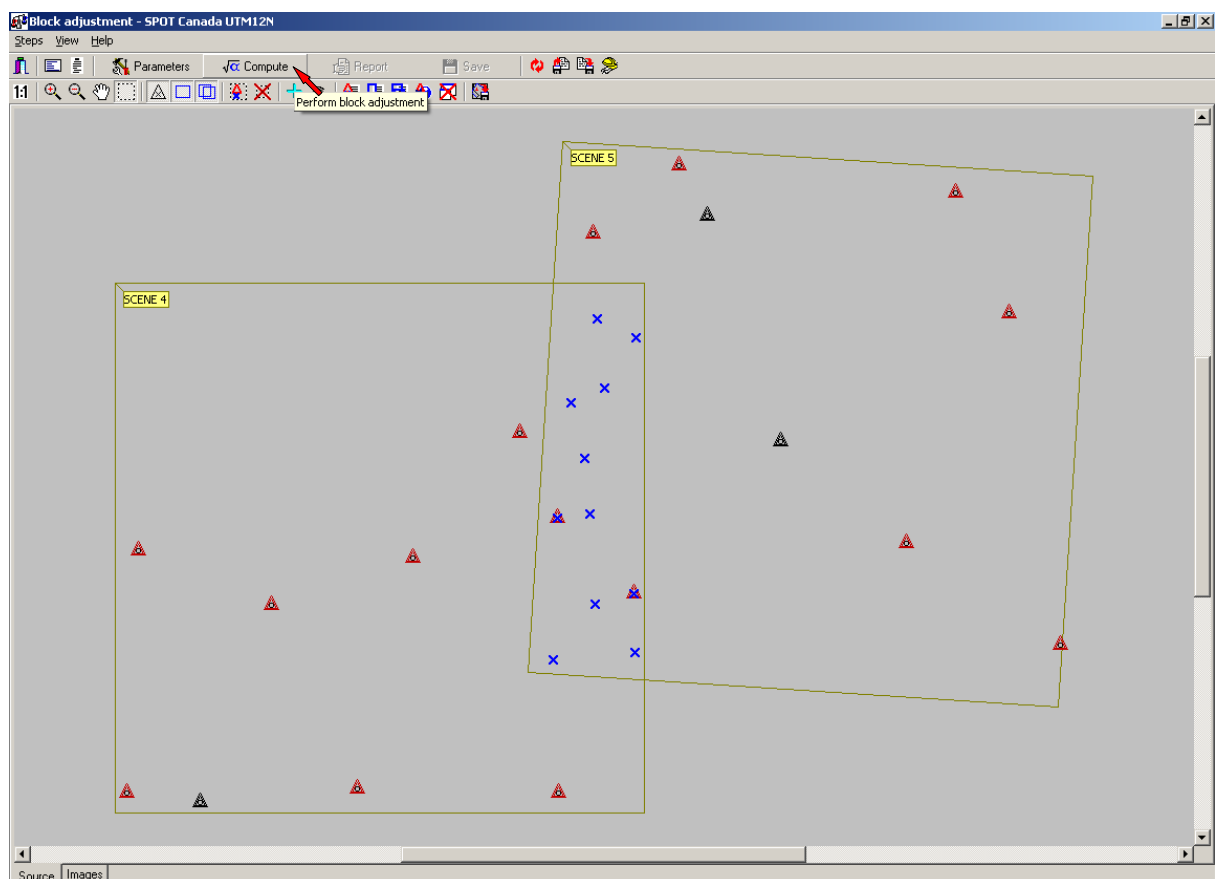 Block adjustment - SPOT Canada UTM12N
Steps View Help
Parameters √α Compute Report Save
1:1
Perform block adjustment
SCENE 5
SCENE 4
Source Images